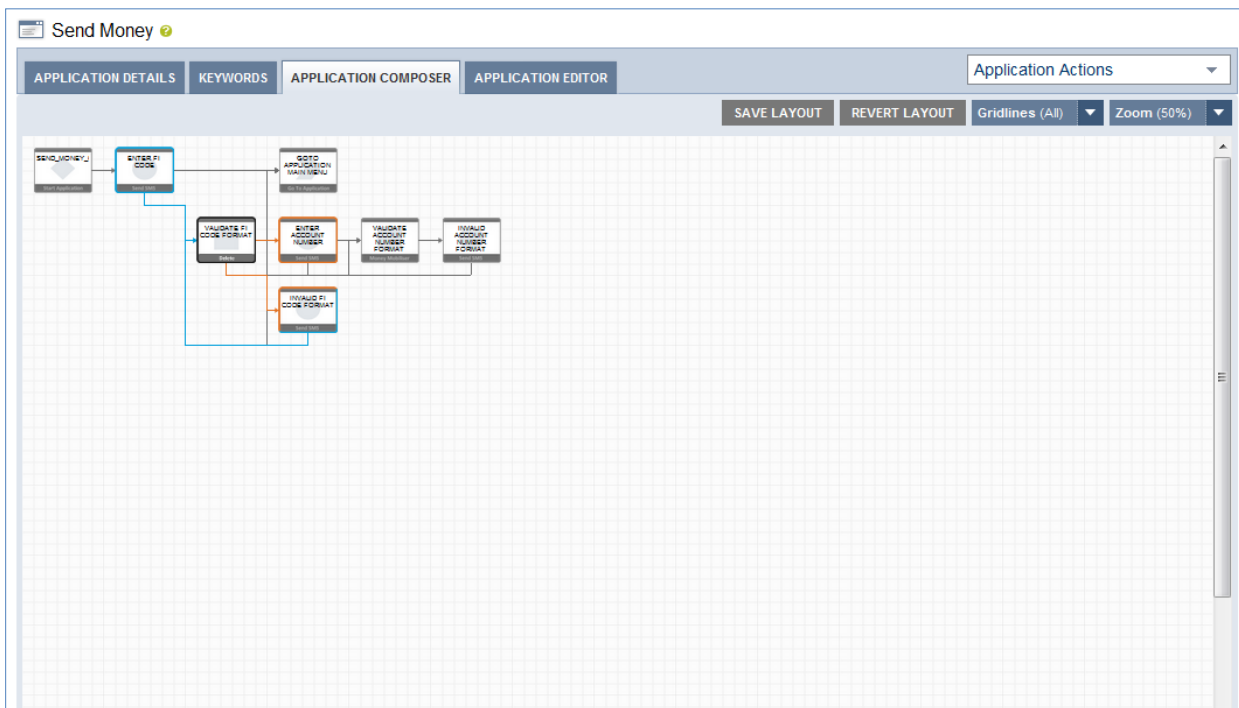 Send Money
APPLICATION DETAILS
KEYWORDS
APPLICATION COMPOSER
APPLICATION EDITOR
Application Actions
SAVE LAYOUT
REVERT LAYOUT
Gridlines (All)
Zoom (50%)
SEND_MONEY_I
Start Application
ENTER FI
CODE
Send SMS
GOTO
APPLICATION
MAIN MENU
Go To Application
VALIDATE FI
CODE FORMAT
Delete
ENTER
ACCOUNT
NUMBER
Send SMS
VALIDATE
ACCOUNT
NUMBER
FORMAT
Money Mobiliser
INVALID
ACCOUNT
NUMBER
FORMAT
Send SMS
INVALID FI
CODE FORMAT
Send SMS